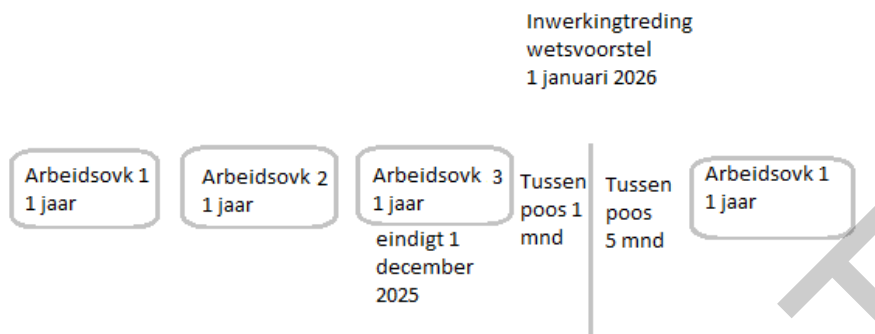 Inwerkingtreding
wetsvoorstel
1 januari 2026
Arbeidsovk 1
1 jaar
Arbeidsovk 2
1 jaar
Arbeidsovk 3
1 jaar
eindigt 1
december
2025
Tussen
poos 1
mnd
Tussen
poos
5 mnd
Arbeidsovk 1
1 jaar